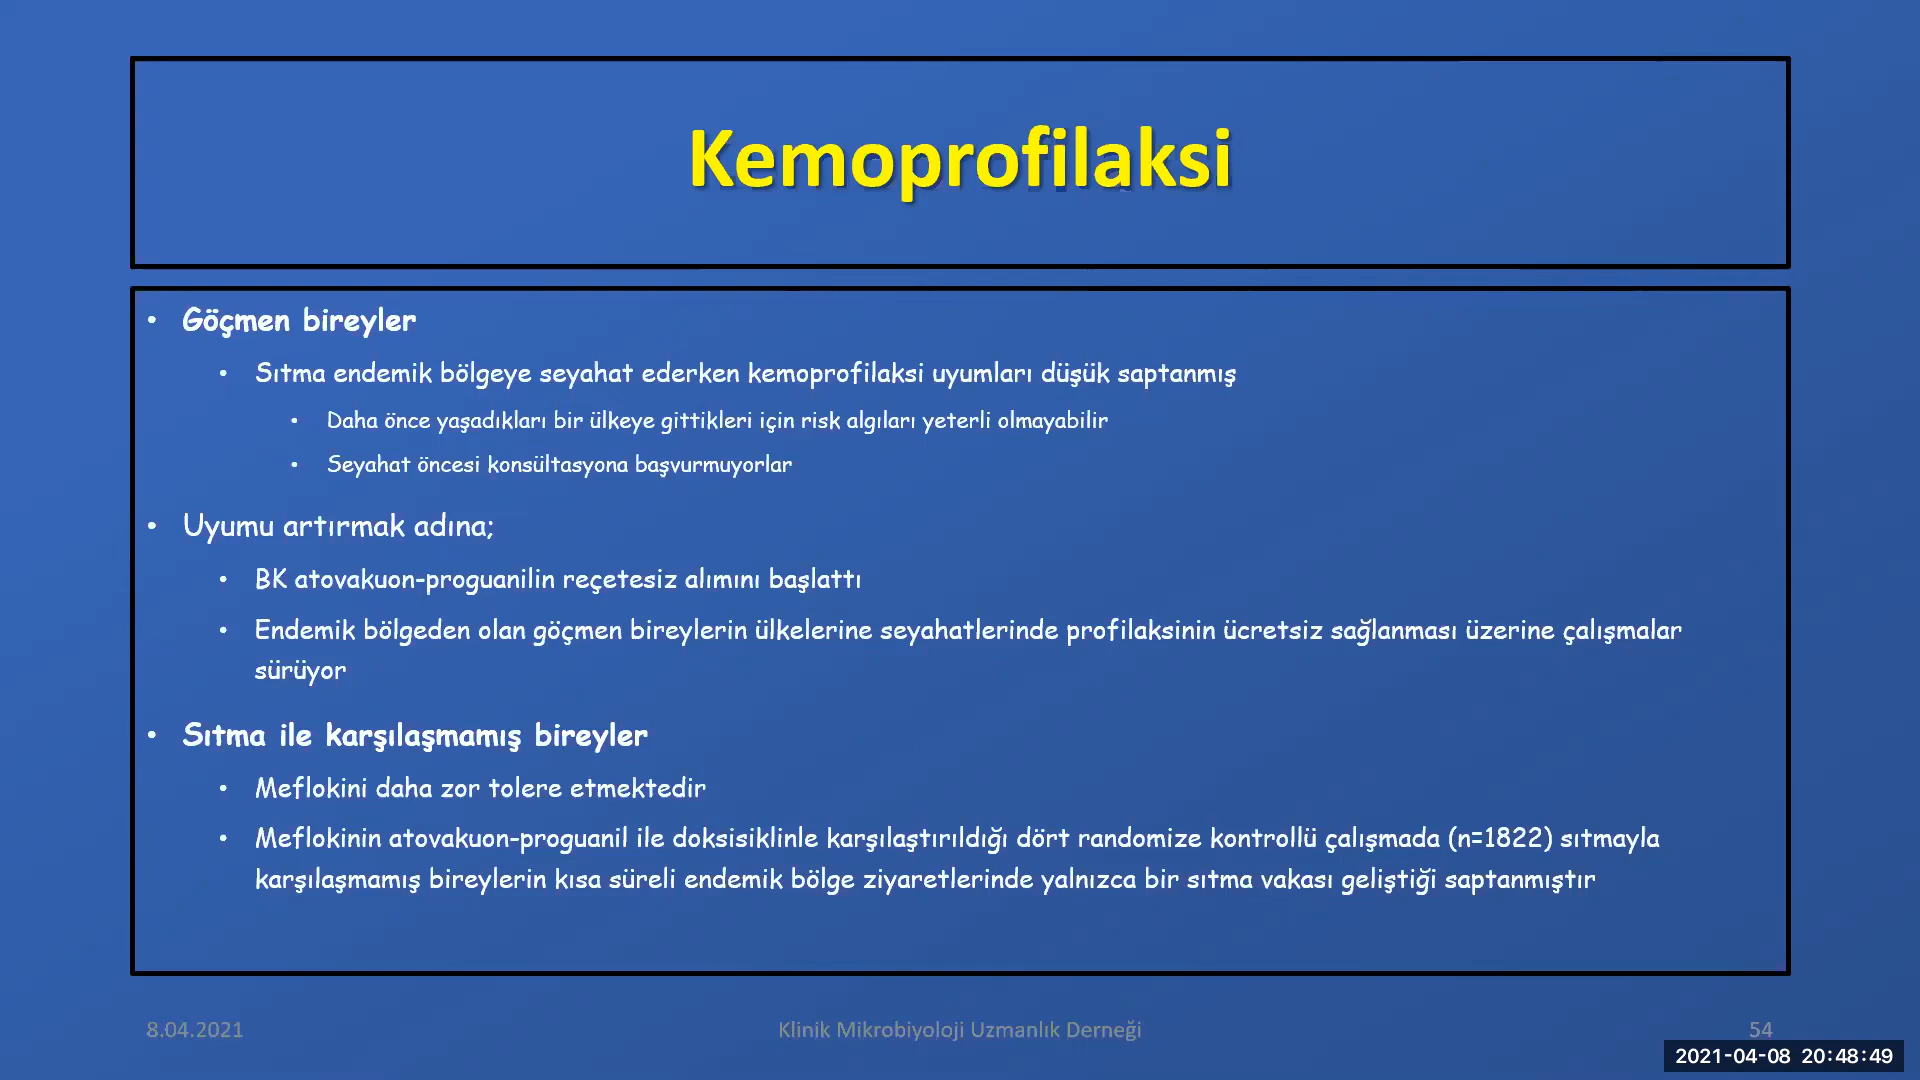 Kemoprofilaksi
• Göçmen bireyler
• Sıtma endemik bölgeye seyahat ederken kemoprofilaksi uyumları düşük saptanmış
• Daha önce yaşadıkları bir ülkeye gittikleri için risk algıları yeterli olmayabilir
• Seyahat öncesi konsültasyona başvurmuyorlar
• Uyumu artırmak adına;
• BK atovakuon-proguanilin reçetesiz alımını başlattı
• Endemik bölgeden olan göçmen bireylerin ülkelerine seyahatlerinde profilaksinin ücretsiz sağlanması üzerine çalışmalar
sürüyor
• Sıtma ile karşılaşmamış bireyler
• Meflokini daha zor tolere etmektedir
• Meflokinin atovakuon-proguanil ile doksisiklinle karşılaştırıldığı dört randomize kontrollü çalışmada (n=1822) sıtmayla
karşılaşmamış bireylerin kısa süreli endemik bölge ziyaretlerinde yalnızca bir sıtma vakası geliştiği saptanmıştır
8.04.2021
Klinik Mikrobiyoloji Uzmanlık Derneği
54
2021-04-08 20:48:49